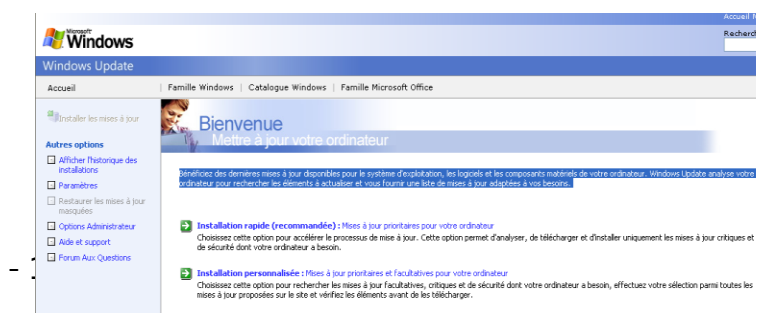 Accueil M
Microsoft
Windows
Recherch
Windows Update
Accueil
Famille Windows | Catalogue Windows | Famille Microsoft Office
Installer les mises à jour
Autres options
Afficher l'historique des
installations
Paramètres
Restaurer les mises à jour
masquées
Options Administrateur
Aide et support
Forum Aux Questions
Bienvenue
Mettre à jour votre ordinateur
Bénéficiez des dernières mises à jour disponibles pour le système d'exploitation, les logiciels et les composants matériels de votre ordinateur. Windows Update analyse votre
ordinateur pour rechercher les éléments à actualiser et vous fournir une liste de mises à jour adaptées à vos besoins.
Installation rapide (recommandée) : Mises à jour prioritaires pour votre ordinateur
Choisissez cette option pour accélérer le processus de mise à jour. Cette option permet d'analyser, de télécharger et d'installer uniquement les mises à jour critiques et
de sécurité dont votre ordinateur a besoin.
Installation personnalisée : Mises à jour prioritaires et facultatives pour votre ordinateur
Choisissez cette option pour rechercher les mises à jour facultatives, critiques et de sécurité dont votre ordinateur a besoin, effectuez votre sélection parmi toutes les
mises à jour proposées sur le site et vérifiez les éléments avant de les télécharger.